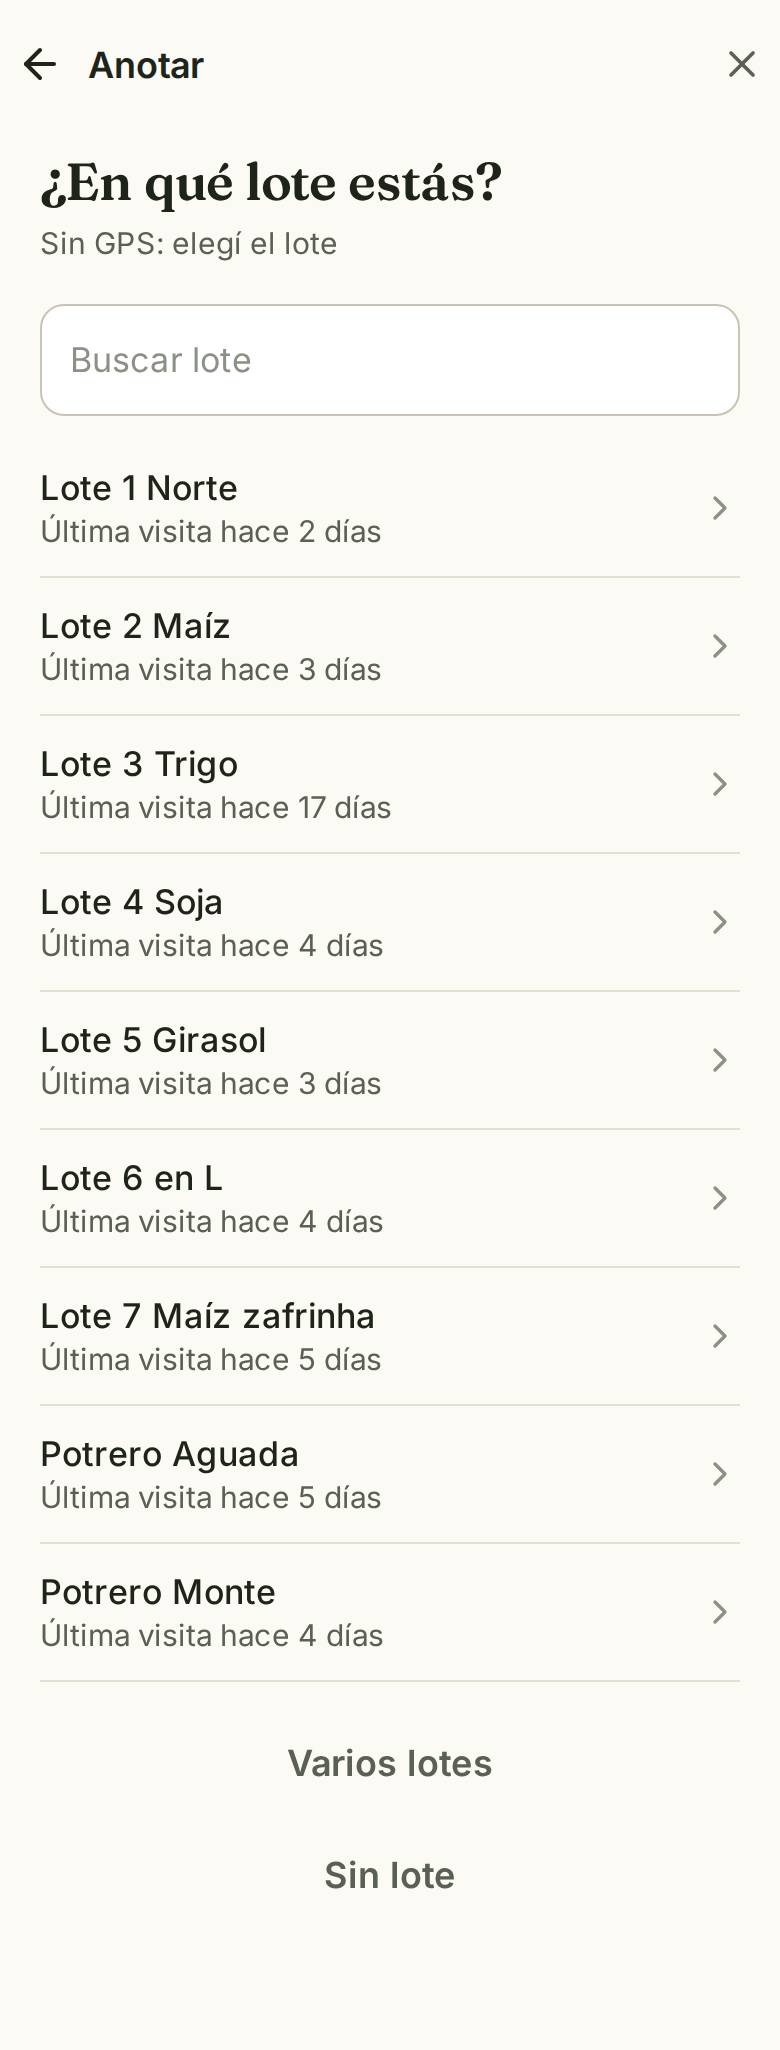 Anotar
¿En qué lote estás?
Sin GPS: elegí el lote
Buscar lote
Lote 1 Norte
Última visita hace 2 días
Lote 2 Maíz
Última visita hace 3 días
Lote 3 Trigo
Última visita hace 17 días
Lote 4 Soja
Última visita hace 4 días
Lote 5 Girasol
Última visita hace 3 días
Lote 6 en L
Última visita hace 4 días
Lote 7 Maíz zafrinha
Última visita hace 5 días
Potrero Aguada
Última visita hace 5 días
Potrero Monte
Última visita hace 4 días
Varios lotes
Sin lote